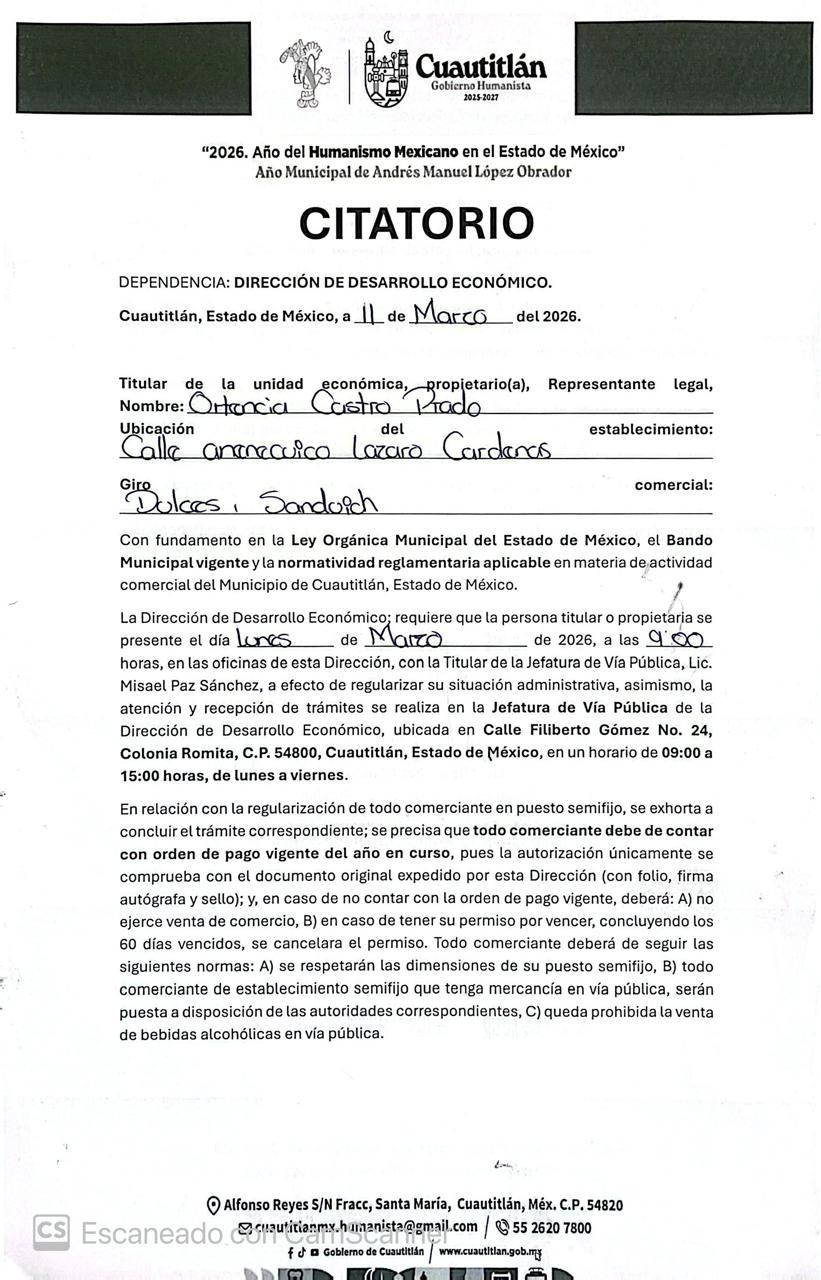 Cuautitlán
Gobierno Humanista
2025-2027
"2026. Año del Humanismo Mexicano en el Estado de México"
Año Municipal de Andrés Manuel López Obrador
CITATORIO
DEPENDENCIA: DIRECCIÓN DE DESARROLLO ECONÓMICO.
Cuautitlán, Estado de México, a 11 de Marzo del 2026.
Titular de la unidad económica, propietario(a), Representante legal,
Nombre: Ortencia Castro Prado
Ubicación del establecimiento:
Calle Lazaro Cardenas
Giro comercial:
Dulces, Sandwich
Con fundamento en la Ley Orgánica Municipal del Estado de México, el Bando
Municipal vigente y la normatividad reglamentaria aplicable en materia de actividad
comercial del Municipio de Cuautitlán, Estado de México.
La Dirección de Desarrollo Económico; requiere que la persona titular o propietaria se
presente el día lunes de Marzo de 2026, a las 9:00
horas, en las oficinas de esta Dirección, con la Titular de la Jefatura de Vía Pública, Lic.
Misael Paz Sánchez, a efecto de regularizar su situación administrativa, asimismo, la
atención y recepción de trámites se realiza en la Jefatura de Vía Pública de la
Dirección de Desarrollo Económico, ubicada en Calle Filiberto Gómez No. 24,
Colonia Romita, C.P. 54800, Cuautitlán, Estado de México, en un horario de 09:00 a
15:00 horas, de lunes a viernes.
En relación con la regularización de todo comerciante en puesto semifijo, se exhorta a
concluir el trámite correspondiente; se precisa que todo comerciante debe de contar
con orden de pago vigente del año en curso, pues la autorización únicamente se
comprueba con el documento original expedido por esta Dirección (con folio, firma
autógrafa y sello); y, en caso de no contar con la orden de pago vigente, deberá: A) no
ejerce venta de comercio, B) en caso de tener su permiso por vencer, concluyendo los
60 días vencidos, se cancelara el permiso. Todo comerciante deberá de seguir las
siguientes normas: A) se respetarán las dimensiones de su puesto semifijo, B) todo
comerciante de establecimiento semifijo que tenga mercancía en vía pública, serán
puesta a disposición de las autoridades correspondientes, C) queda prohibida la venta
de bebidas alcohólicas en vía pública.
Alfonso Reyes S/N Fracc, Santa María, Cuautitlán, Méx. C.P. 54820
cuautitlanmx.humanista@gmail.com / 55 2620 7800
Gobierno de Cuautitlán / www.cuautitlan.gob.mx
CS Escaneado con CamScanner